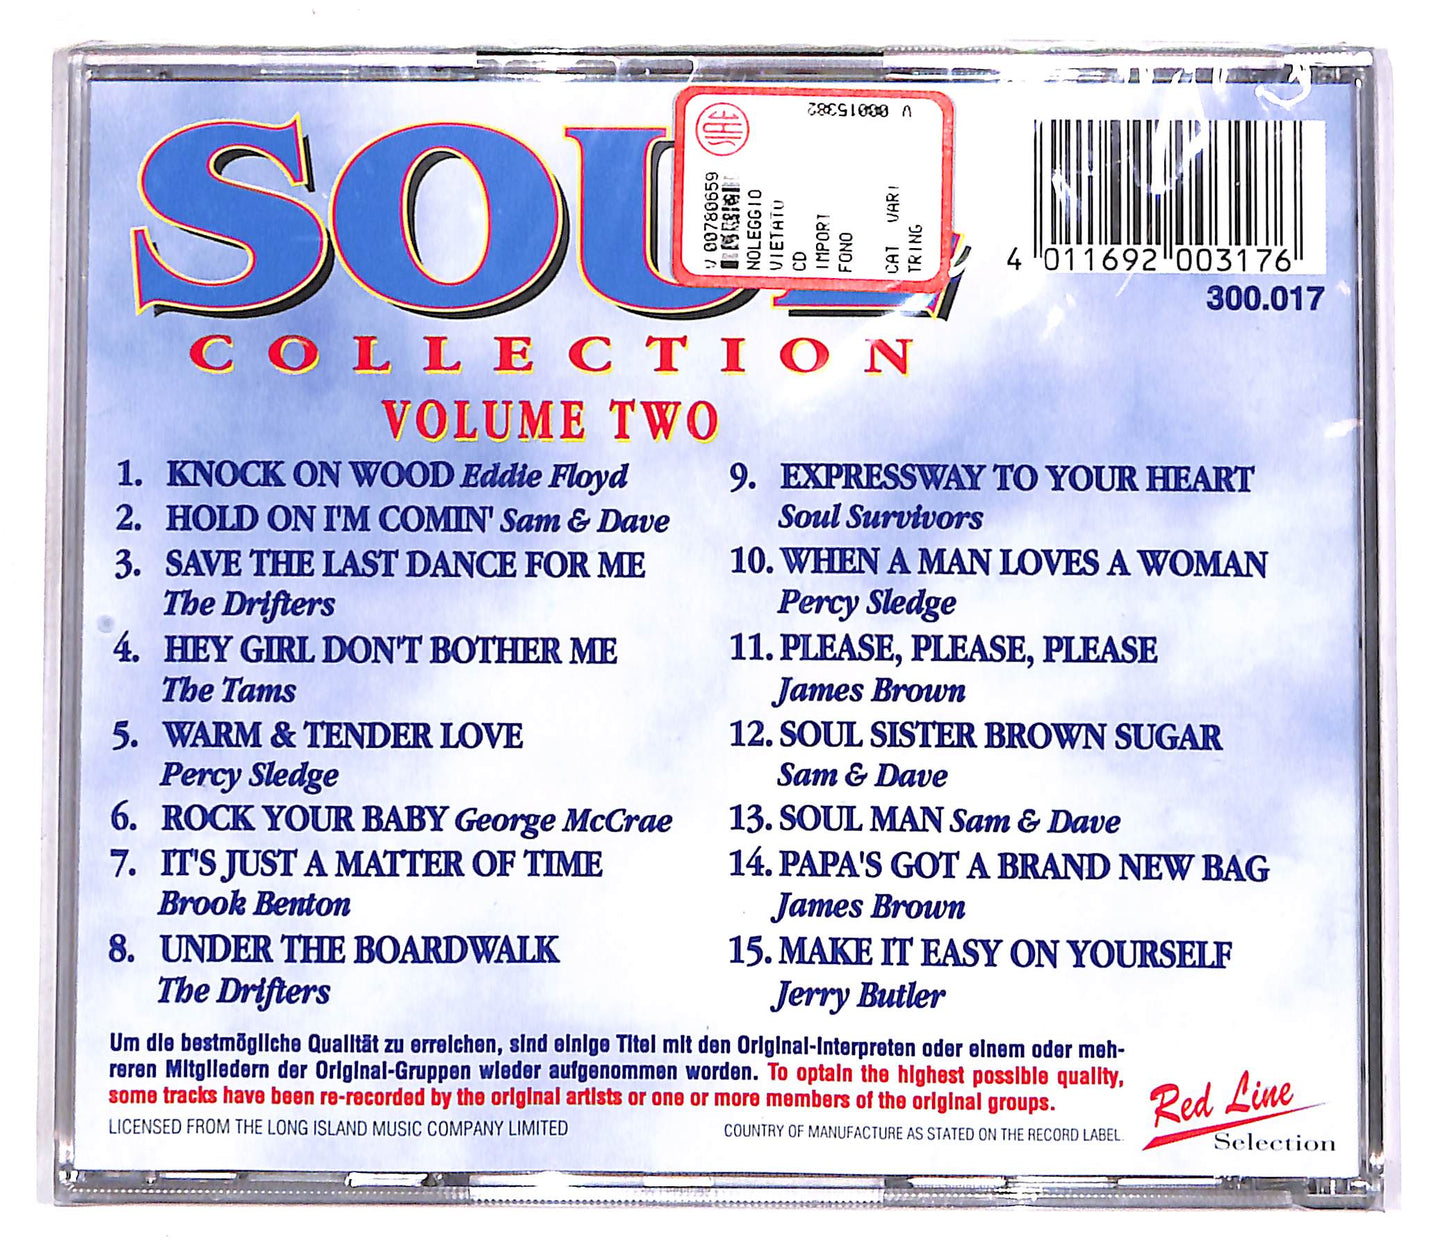 SOUL
COLLECTION
VOLUME TWO
SIAE
V 00015382
V 00780659
NOLEGGIO
VIETATO
CD
IMPORT
FONO
CAT VARI
TRING
4 011692 003176
300.017
1. KNOCK ON WOOD Eddie Floyd
2. HOLD ON I'M COMIN' Sam & Dave
3. SAVE THE LAST DANCE FOR ME
The Drifters
4. HEY GIRL DON'T BOTHER ME
The Tams
5. WARM & TENDER LOVE
Percy Sledge
6. ROCK YOUR BABY George McCrae
7. IT'S JUST A MATTER OF TIME
Brook Benton
8. UNDER THE BOARDWALK
The Drifters
9. EXPRESSWAY TO YOUR HEART
Soul Survivors
10. WHEN A MAN LOVES A WOMAN
Percy Sledge
11. PLEASE, PLEASE, PLEASE
James Brown
12. SOUL SISTER BROWN SUGAR
Sam & Dave
13. SOUL MAN Sam & Dave
14. PAPA'S GOT A BRAND NEW BAG
James Brown
15. MAKE IT EASY ON YOURSELF
Jerry Butler
Um die bestmögliche Qualität zu erreichen, sind einige Titel mit den Original-Interpreten oder einem oder meh-
reren Mitgliedern der Original-Gruppen wieder aufgenommen worden. To optain the highest possible quality,
some tracks have been re-recorded by the original artists or one or more members of the original groups.
LICENSED FROM THE LONG ISLAND MUSIC COMPANY LIMITED
COUNTRY OF MANUFACTURE AS STATED ON THE RECORD LABEL.
Red Line
Selection